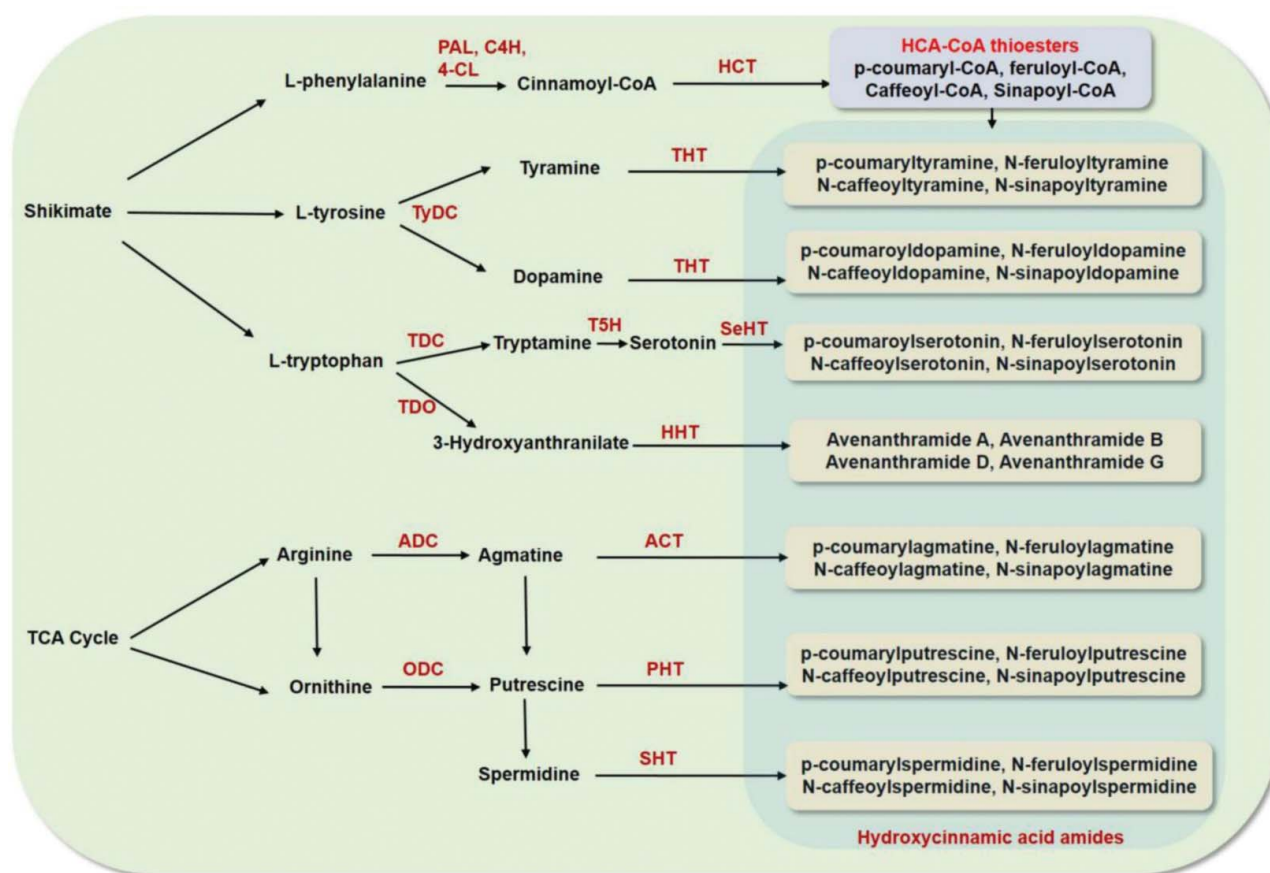 PAL, C4H,
4-CL
L-phenylalanine
Cinnamoyl-CoA
HCT
HCA-CoA thioesters
p-coumaryl-CoA, feruloyl-CoA,
Caffeoyl-CoA, Sinapoyl-CoA
Shikimate
L-tyrosine
TyDC
Tyramine
THT
p-coumaryltyramine, N-feruloyltyramine
N-caffeoyltyramine, N-sinapoyltyramine
Dopamine
THT
p-coumaroyldopamine, N-feruloyldopamine
N-caffeoyldopamine, N-sinapoyldopamine
L-tryptophan
TDC
Tryptamine
T5H
Serotonin
SeHT
p-coumaroylserotonin, N-feruloylserotonin
N-caffeoylserotonin, N-sinapoylserotonin
TDO
3-Hydroxyanthranilate
HHT
Avenanthramide A, Avenanthramide B
Avenanthramide D, Avenanthramide G
TCA Cycle
Arginine
ADC
Agmatine
ACT
p-coumarylagmatine, N-feruloylagmatine
N-caffeoylagmatine, N-sinapoylagmatine
Ornithine
ODC
Putrescine
PHT
p-coumarylputrescine, N-feruloylputrescine
N-caffeoylputrescine, N-sinapoylputrescine
Spermidine
SHT
p-coumarylspermidine, N-feruloylspermidine
N-caffeoylspermidine, N-sinapoylspermidine
Hydroxycinnamic acid amides